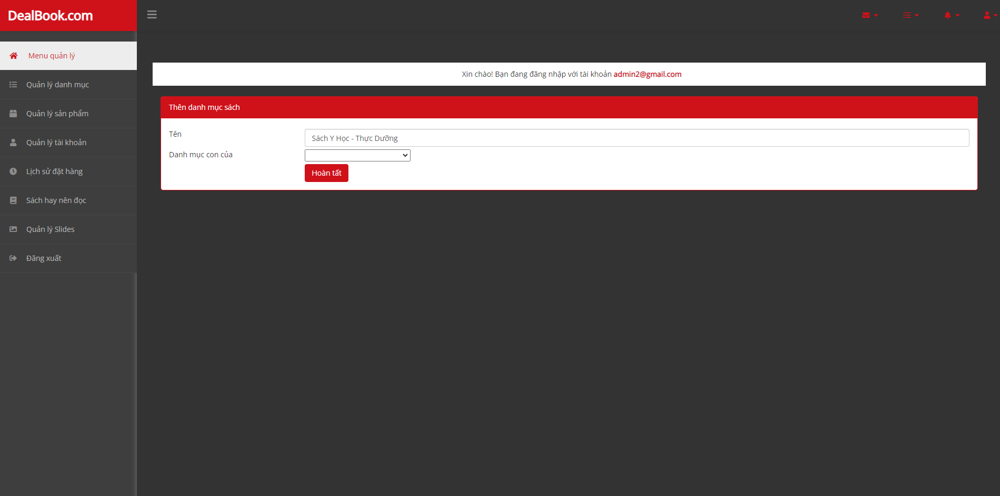 DealBook.com
Menu quản lý
Quản lý danh mục
Quản lý sản phẩm
Quản lý tài khoản
Lịch sử đặt hàng
Sách hay nên đọc
Quản lý Slides
Đăng xuất
Xin chào! Bạn đang đăng nhập với tài khoản admin2@gmail.com
Thên danh mục sách
Tên
Sách Y Học - Thực Dưỡng
Danh mục con của
Hoàn tất